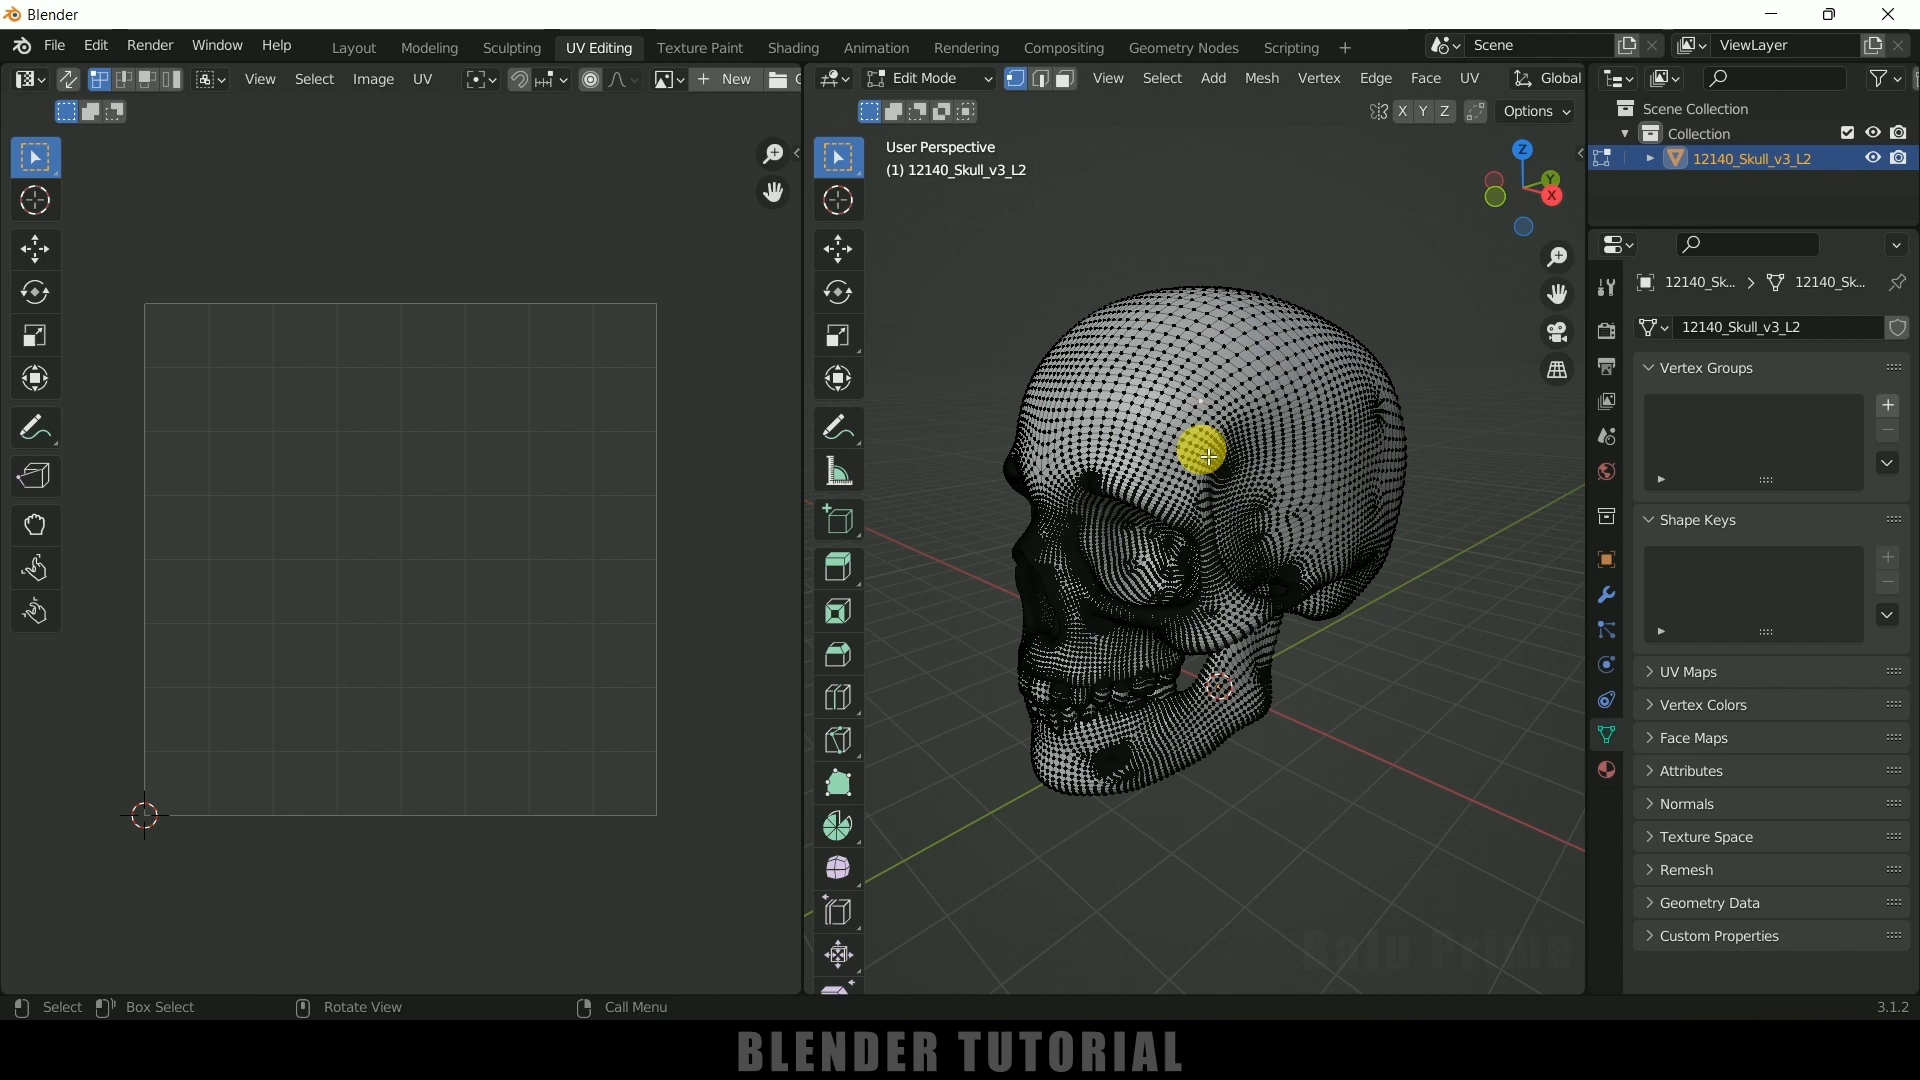 Blender
File Edit Render Window Help Layout Modeling Sculpting UV Editing Texture Paint Shading Animation Rendering Compositing Geometry Nodes Scripting + Scene ViewLayer
View Select Image UV New
Edit Mode View Select Add Mesh Vertex Edge Face UV Global
X Y Z Options
User Perspective
(1) 12140_Skull_v3_L2
Z
Y
X
Scene Collection
Collection
12140_Skull_v3_L2
12140_Sk... 12140_Sk...
12140_Skull_v3_L2
Vertex Groups
Shape Keys
UV Maps
Vertex Colors
Face Maps
Attributes
Normals
Texture Space
Remesh
Geometry Data
Custom Properties
Balu Prime
Select Box Select Rotate View Call Menu 3.1.2
BLENDER TUTORIAL